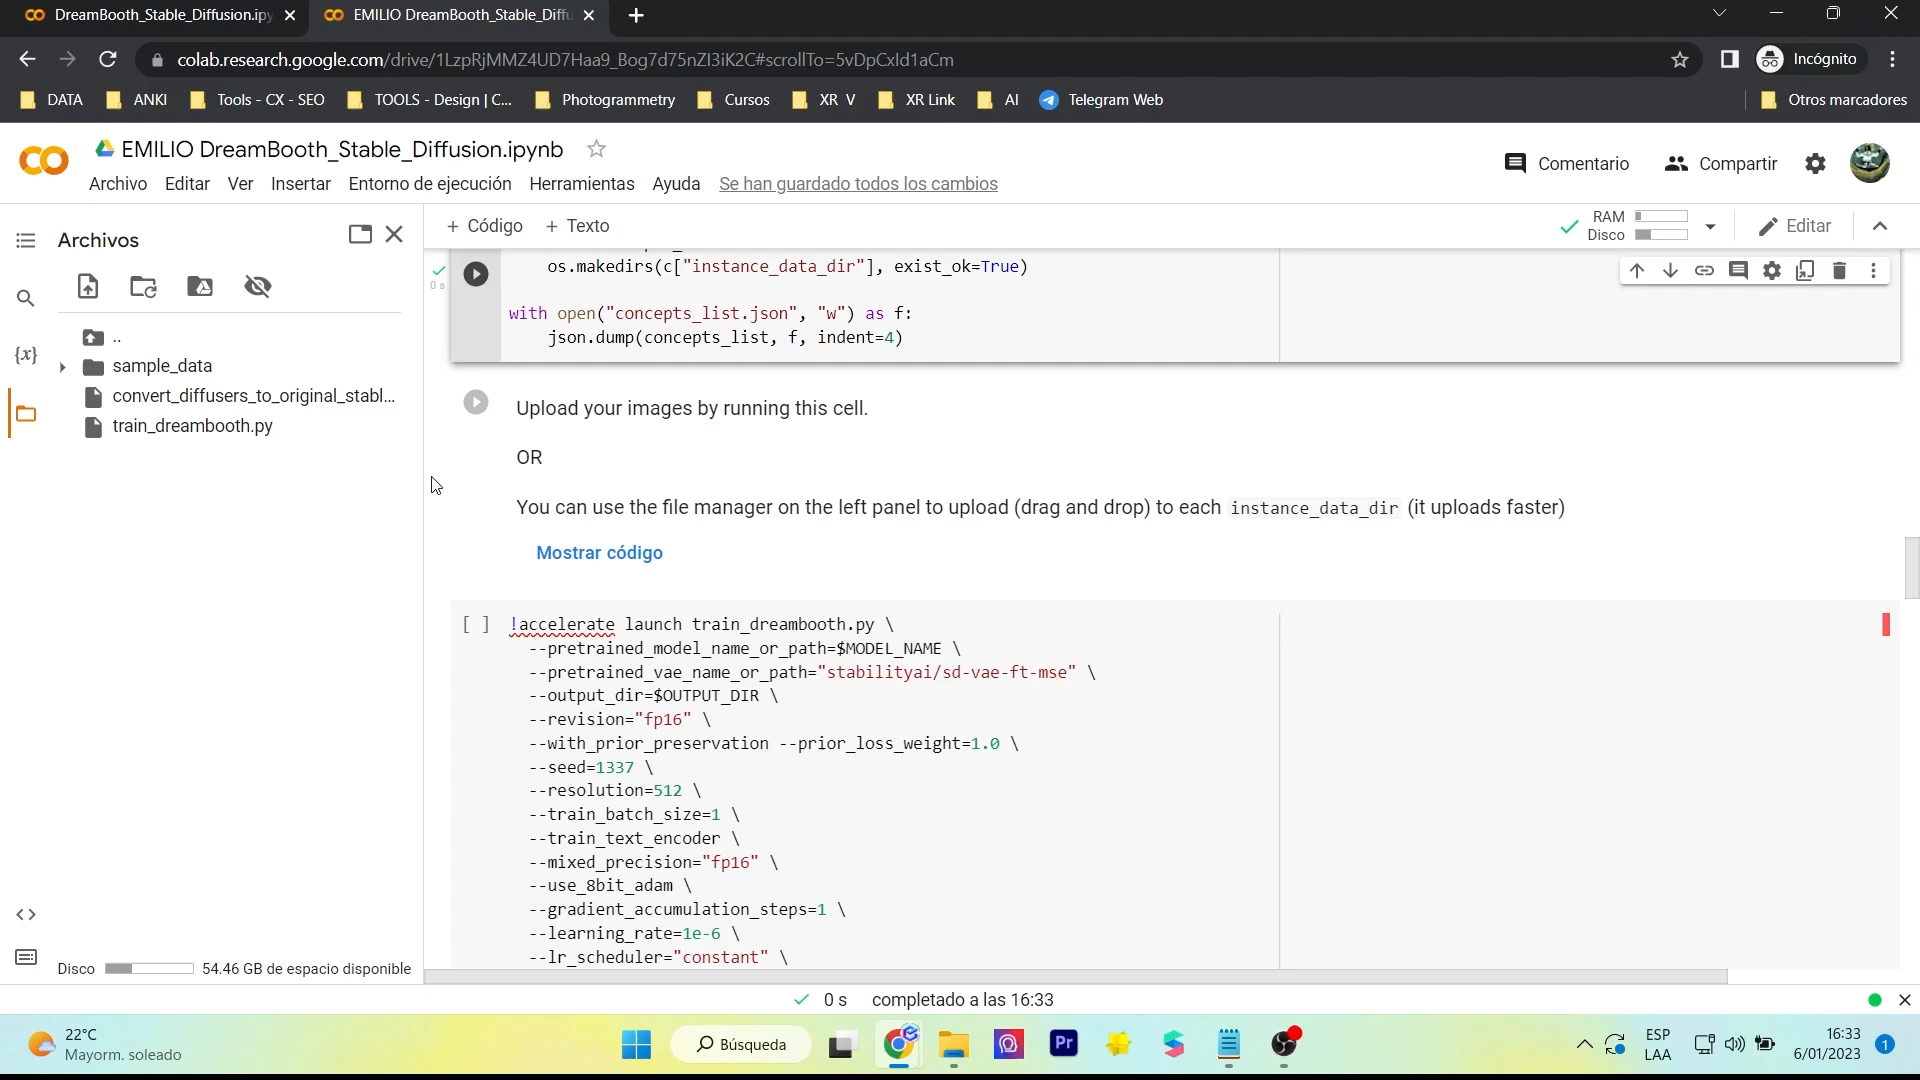 DreamBooth_Stable_Diffusion.ipy
EMILIO DreamBooth_Stable_Diffu
colab.research.google.com/drive/1LzpRjMMZ4UD7Haa9_Bog7d75nZI3iK2C#scrollTo=5vDpCxId1aCm
Incógnito
DATA
ANKI
Tools - CX - SEO
TOOLS - Design | C...
Photogrammetry
Cursos
XR V
XR Link
AI
Telegram Web
Otros marcadores
EMILIO DreamBooth_Stable_Diffusion.ipynb
Archivo Editar Ver Insertar Entorno de ejecución Herramientas Ayuda Se han guardado todos los cambios
Comentario
Compartir
Archivos
+ Código + Texto
RAM
Disco
Editar
..
sample_data
convert_diffusers_to_original_stabl...
train_dreambooth.py
0 s
os.makedirs(c["instance_data_dir"], exist_ok=True)
with open("concepts_list.json", "w") as f:
json.dump(concepts_list, f, indent=4)
Upload your images by running this cell.
OR
You can use the file manager on the left panel to upload (drag and drop) to each instance_data_dir (it uploads faster)
Mostrar código
[ ] !accelerate launch train_dreambooth.py \
--pretrained_model_name_or_path=$MODEL_NAME \
--pretrained_vae_name_or_path="stabilityai/sd-vae-ft-mse" \
--output_dir=$OUTPUT_DIR \
--revision="fp16" \
--with_prior_preservation --prior_loss_weight=1.0 \
--seed=1337 \
--resolution=512 \
--train_batch_size=1 \
--train_text_encoder \
--mixed_precision="fp16" \
--use_8bit_adam \
--gradient_accumulation_steps=1 \
--learning_rate=1e-6 \
--lr_scheduler="constant" \
Disco 54.46 GB de espacio disponible
0 s completado a las 16:33
22°C
Mayorm. soleado
Búsqueda
Pr
ESP
LAA
16:33
6/01/2023
1